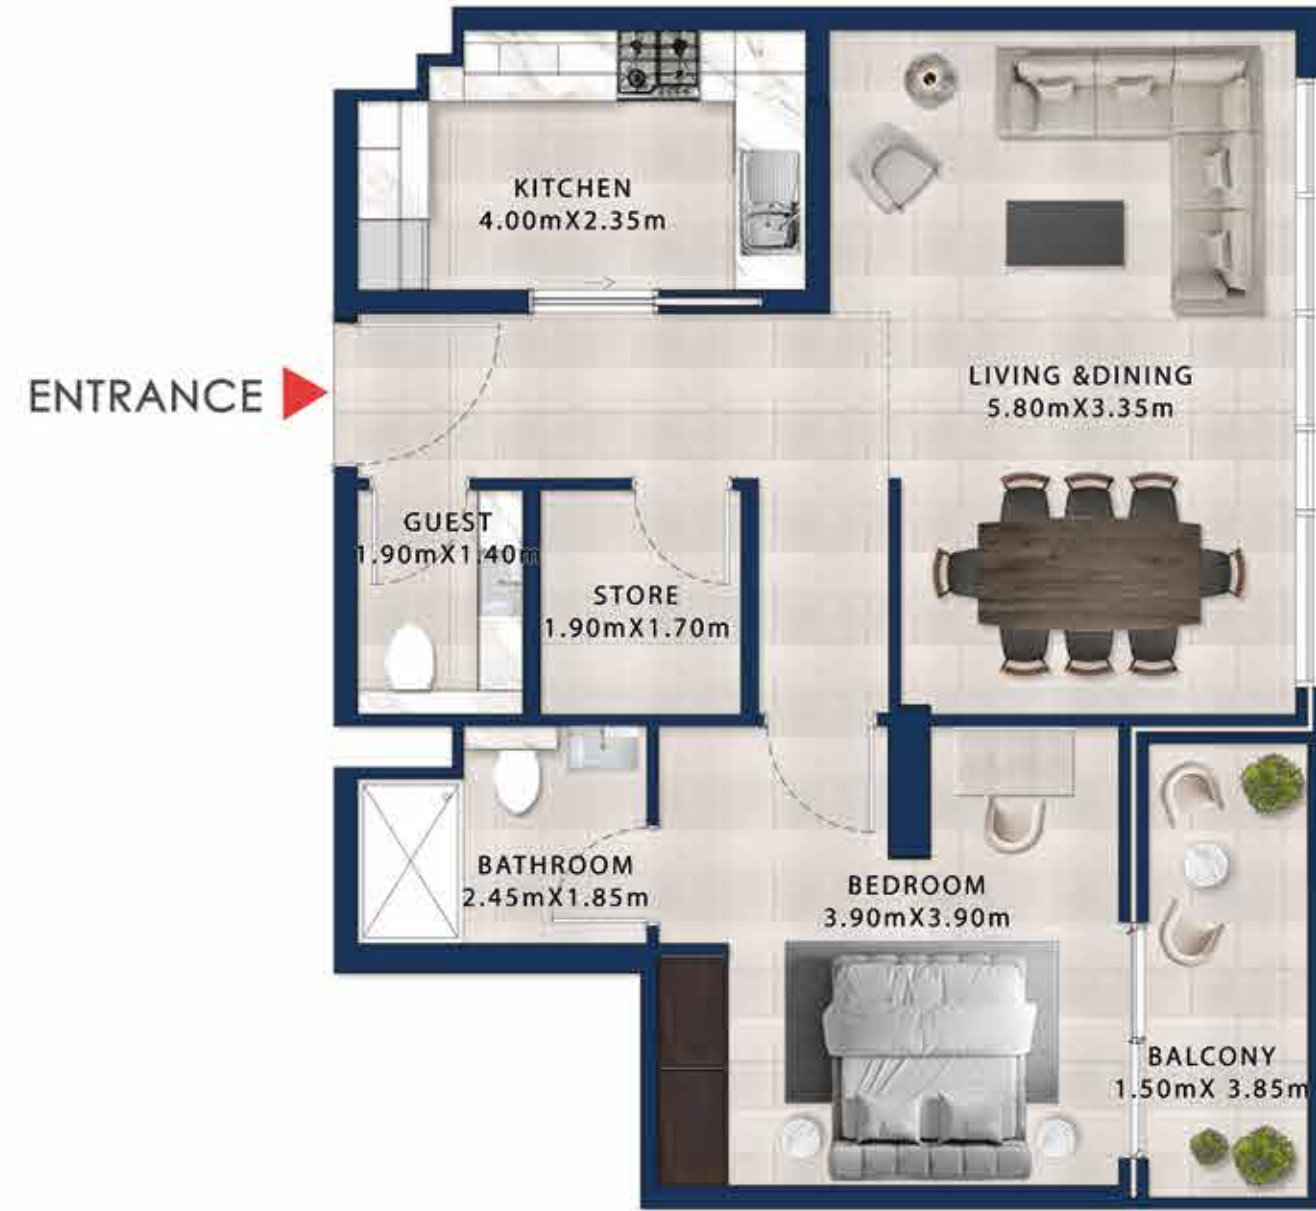 KITCHEN
4.00mX2.35m
ENTRANCE
LIVING &DINING
5.80mX3.35m
GUEST
1.90mX1.40m
STORE
1.90mX1.70m
BATHROOM
2.45mX1.85m
BEDROOM
3.90mX3.90m
BALCONY
1.50mX 3.85m